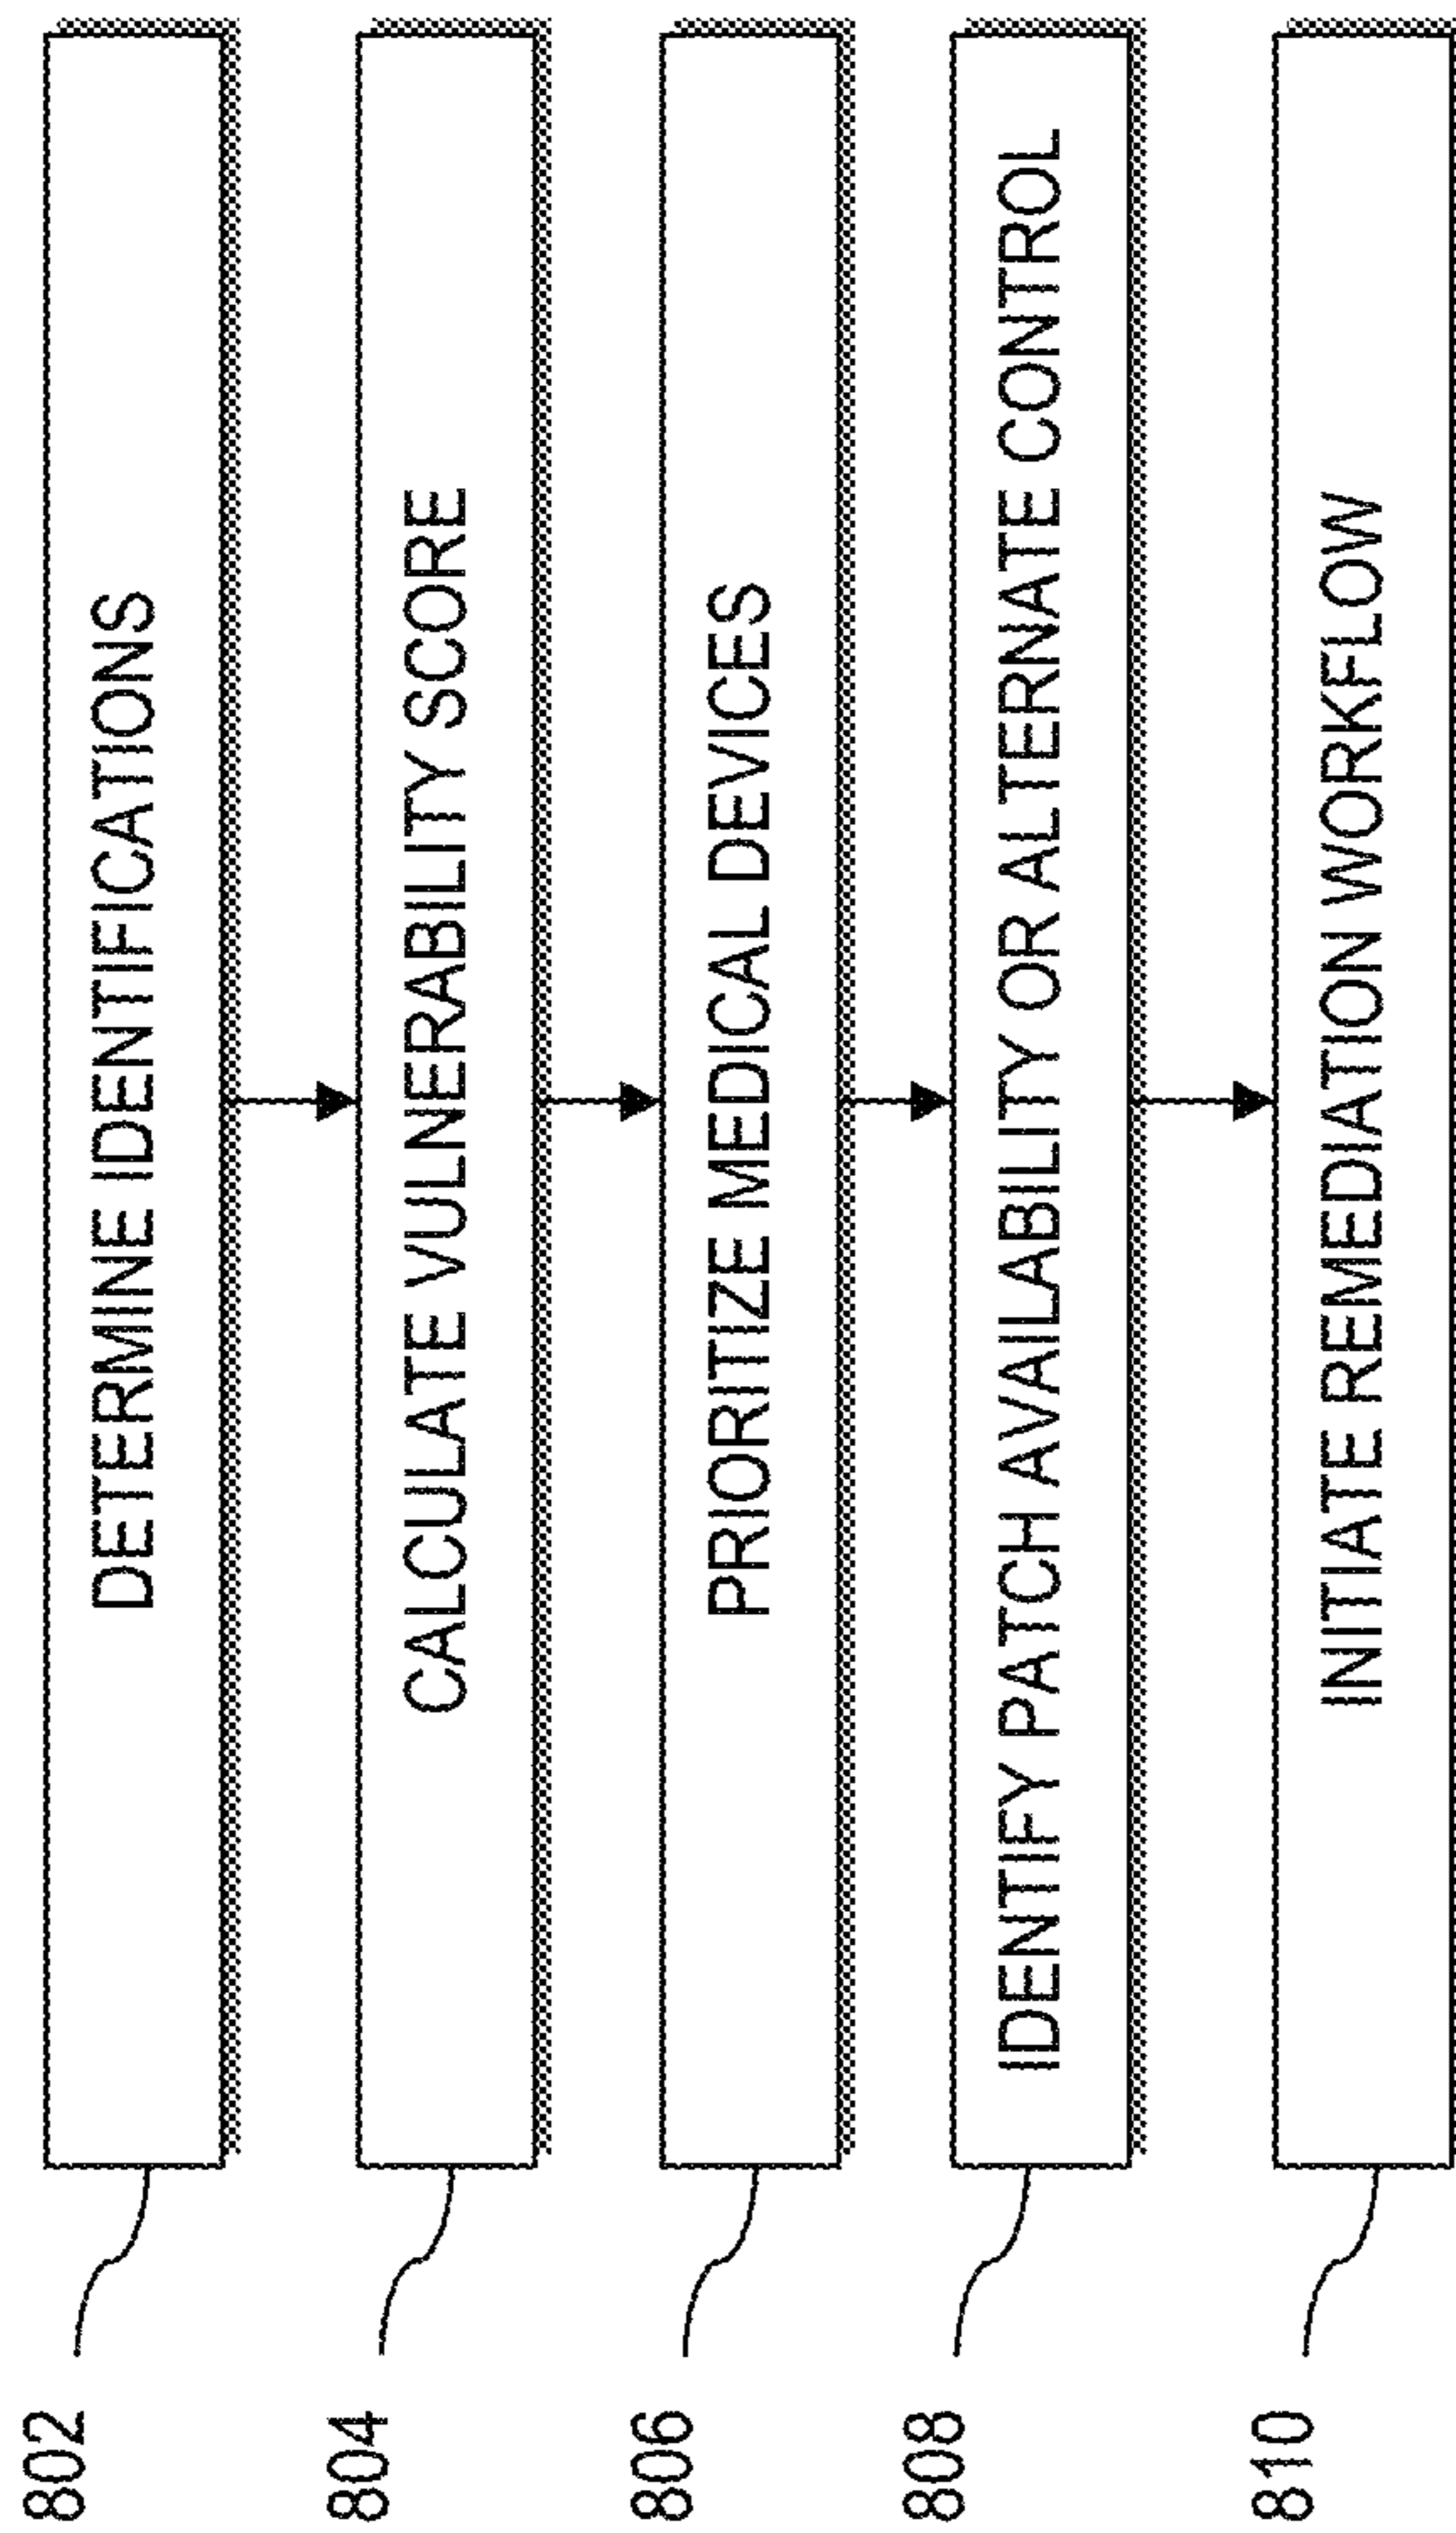 802
DETERMINE IDENTIFICATIONS
804
CALCULATE VULNERABILITY SCORE
806
PRIORITIZE MEDICAL DEVICES
808
IDENTIFY PATCH AVAILABILITY OR ALTERNATE CONTROL
810
INITIATE REMEDIATION WORKFLOW